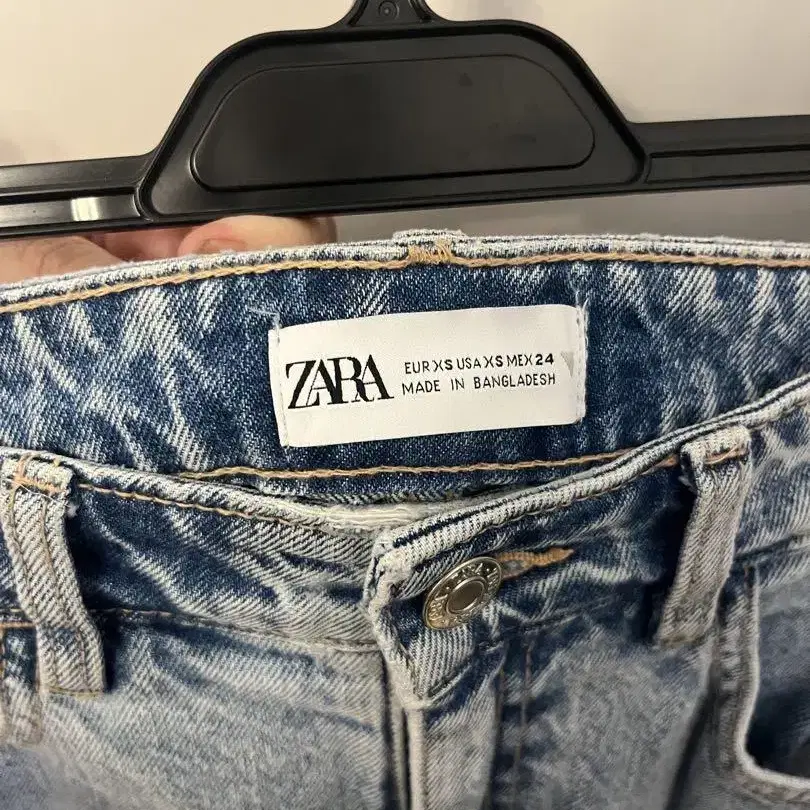 ZARA
EUR XS USA XS MEX 24
MADE IN BANGLADESH